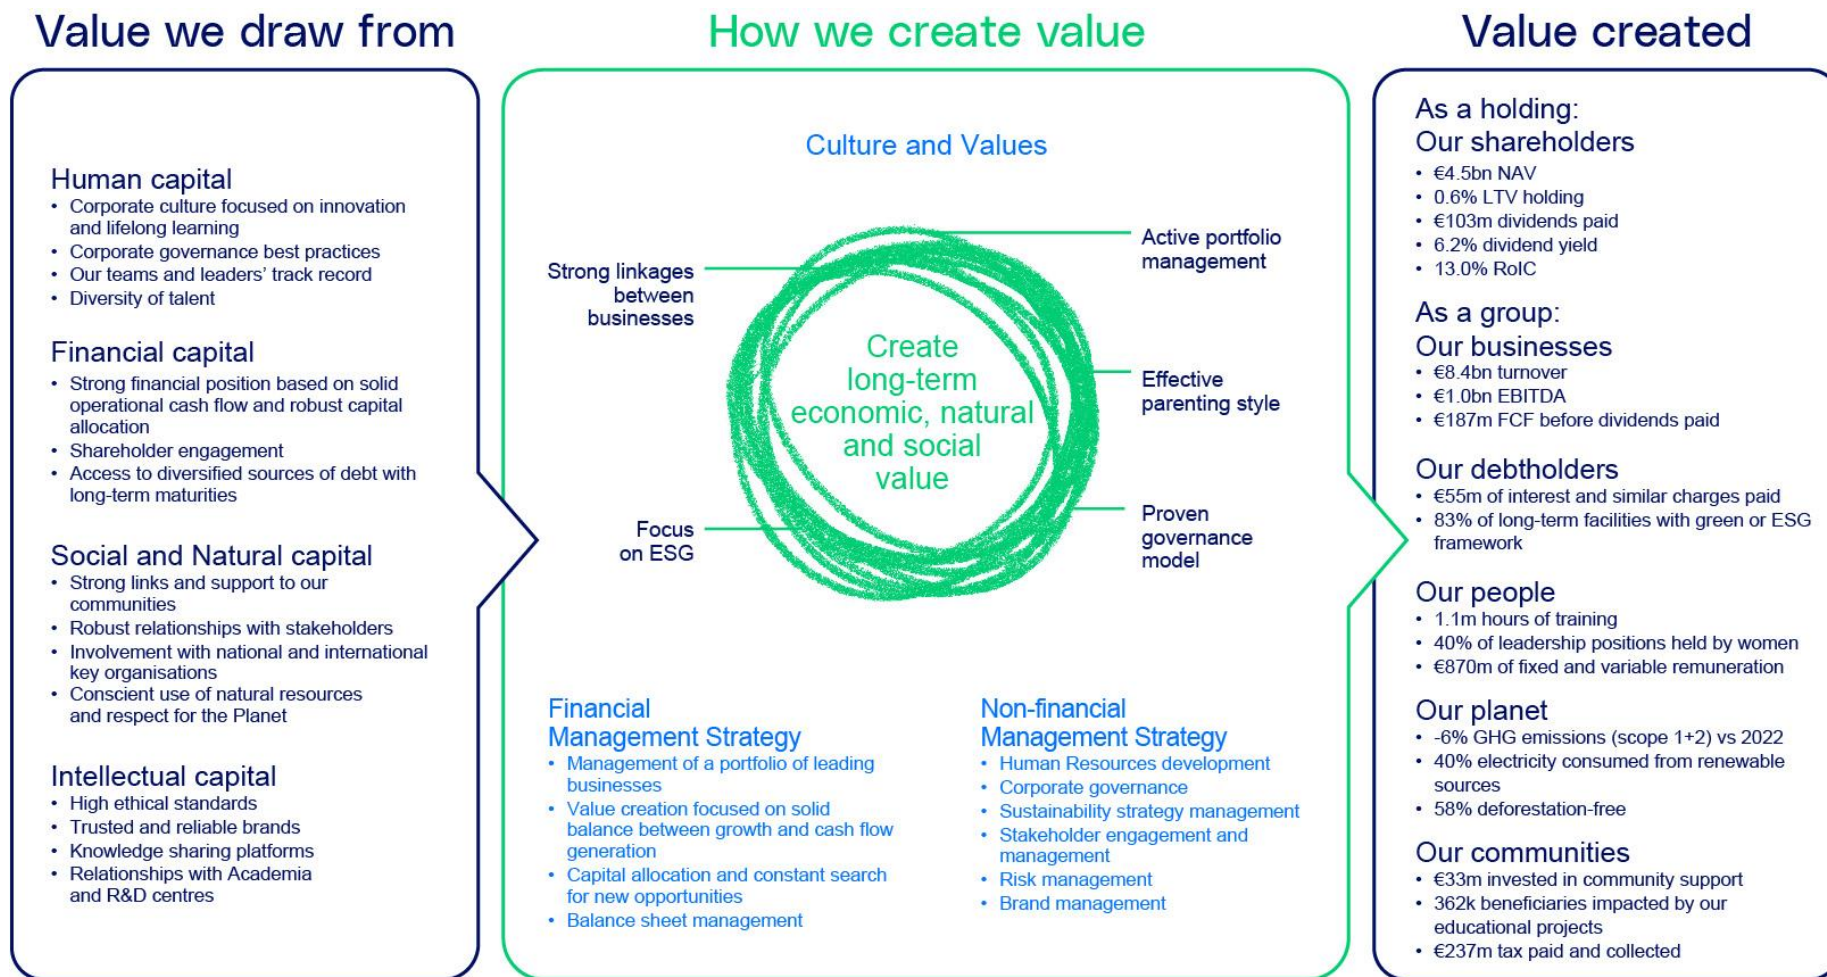 Value we draw from
Human capital
• Corporate culture focused on innovation
and lifelong learning
• Corporate governance best practices
• Our teams and leaders’ track record
• Diversity of talent
Financial capital
• Strong financial position based on solid
operational cash flow and robust capital
allocation
• Shareholder engagement
• Access to diversified sources of debt with
long-term maturities
Social and Natural capital
• Strong links and support to our
communities
• Robust relationships with stakeholders
• Involvement with national and international
key organisations
• Conscient use of natural resources
and respect for the Planet
Intellectual capital
• High ethical standards
• Trusted and reliable brands
• Knowledge sharing platforms
• Relationships with Academia
and R&D centres
How we create value
Culture and Values
Strong linkages
between
businesses
Focus
on ESG
Create
long-term
economic, natural
and social
value
Active portfolio
management
Effective
parenting style
Proven
governance
model
Financial
Management Strategy
• Management of a portfolio of leading
businesses
• Value creation focused on solid
balance between growth and cash flow
generation
• Capital allocation and constant search
for new opportunities
• Balance sheet management
Non-financial
Management Strategy
• Human Resources development
• Corporate governance
• Sustainability strategy management
• Stakeholder engagement and
management
• Risk management
• Brand management
Value created
As a holding:
Our shareholders
• €4.5bn NAV
• 0.6% LTV holding
• €103m dividends paid
• 6.2% dividend yield
• 13.0% RoIC
As a group:
Our businesses
• €8.4bn turnover
• €1.0bn EBITDA
• €187m FCF before dividends paid
Our debtholders
• €55m of interest and similar charges paid
• 83% of long-term facilities with green or ESG
framework
Our people
• 1.1m hours of training
• 40% of leadership positions held by women
• €870m of fixed and variable remuneration
Our planet
• -6% GHG emissions (scope 1+2) vs 2022
• 40% electricity consumed from renewable
sources
• 58% deforestation-free
Our communities
• €33m invested in community support
• 362k beneficiaries impacted by our
educational projects
• €237m tax paid and collected